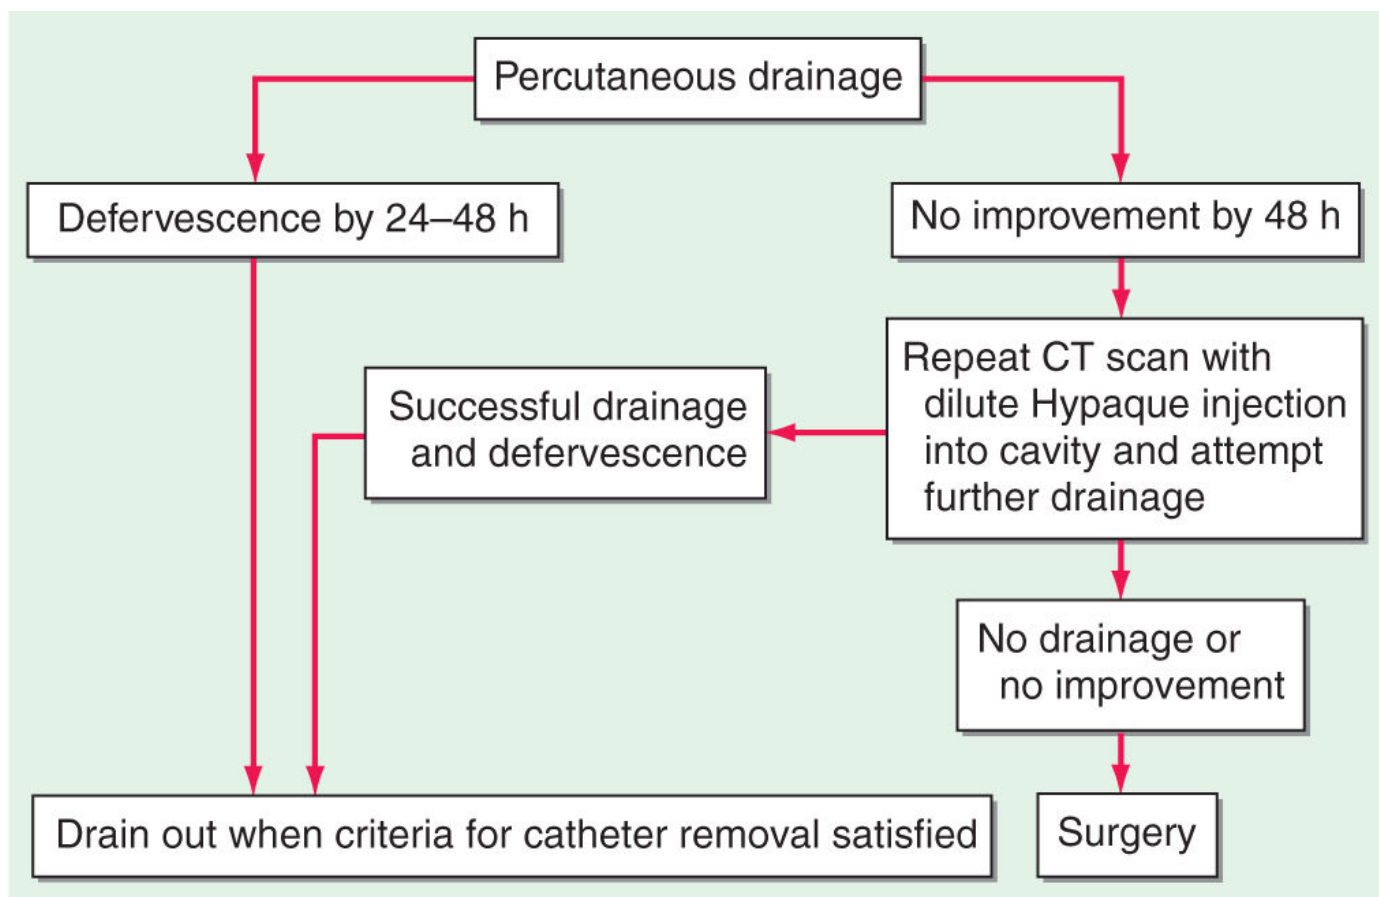 Percutaneous drainage
Defervescence by 24–48 h
No improvement by 48 h
Repeat CT scan with
dilute Hypaque injection
into cavity and attempt
further drainage
Successful drainage
and defervescence
No drainage or
no improvement
Drain out when criteria for catheter removal satisfied
Surgery